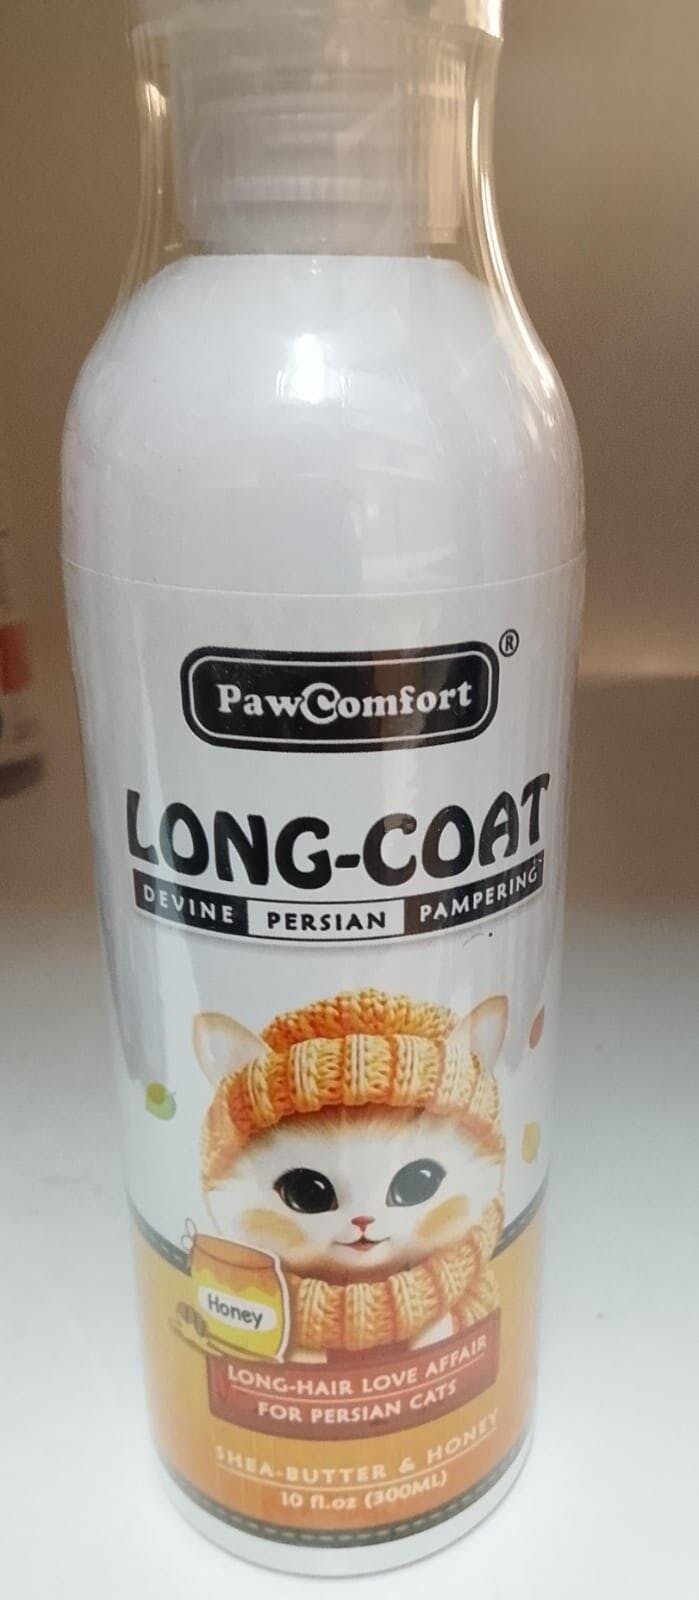 PawComfort®
LONG-COAT
DEVINE PERSIAN PAMPERING
Honey
LONG-HAIR LOVE AFFAIR
FOR PERSIAN CATS
SHEA-BUTTER & HONEY
10 fl.oz (300ML)